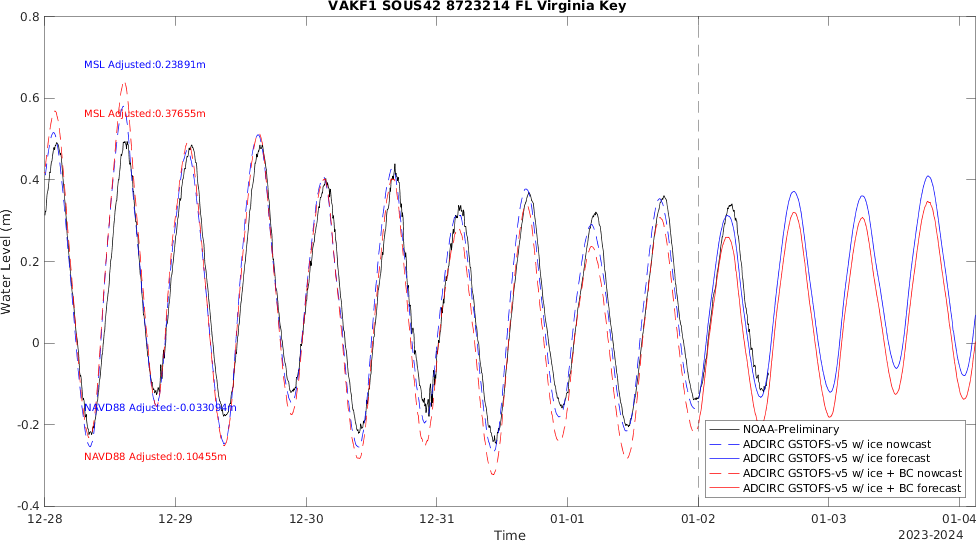 VAKF1 SOUS42 8723214 FL Virginia Key
Water Level (m)
0.8
0.6
0.4
0.2
0
-0.2
-0.4
MSL Adjusted:0.23891m
MSL Adjusted:0.37655m
NAVD88 Adjusted:-0.033094m
NAVD88 Adjusted:0.10455m
NOAA-Preliminary
ADCIRC GSTOFS-v5 w/ ice nowcast
ADCIRC GSTOFS-v5 w/ ice forecast
ADCIRC GSTOFS-v5 w/ ice + BC nowcast
ADCIRC GSTOFS-v5 w/ ice + BC forecast
12-28 12-29 12-30 12-31 01-01 01-02 01-03 01-04
Time
2023-2024